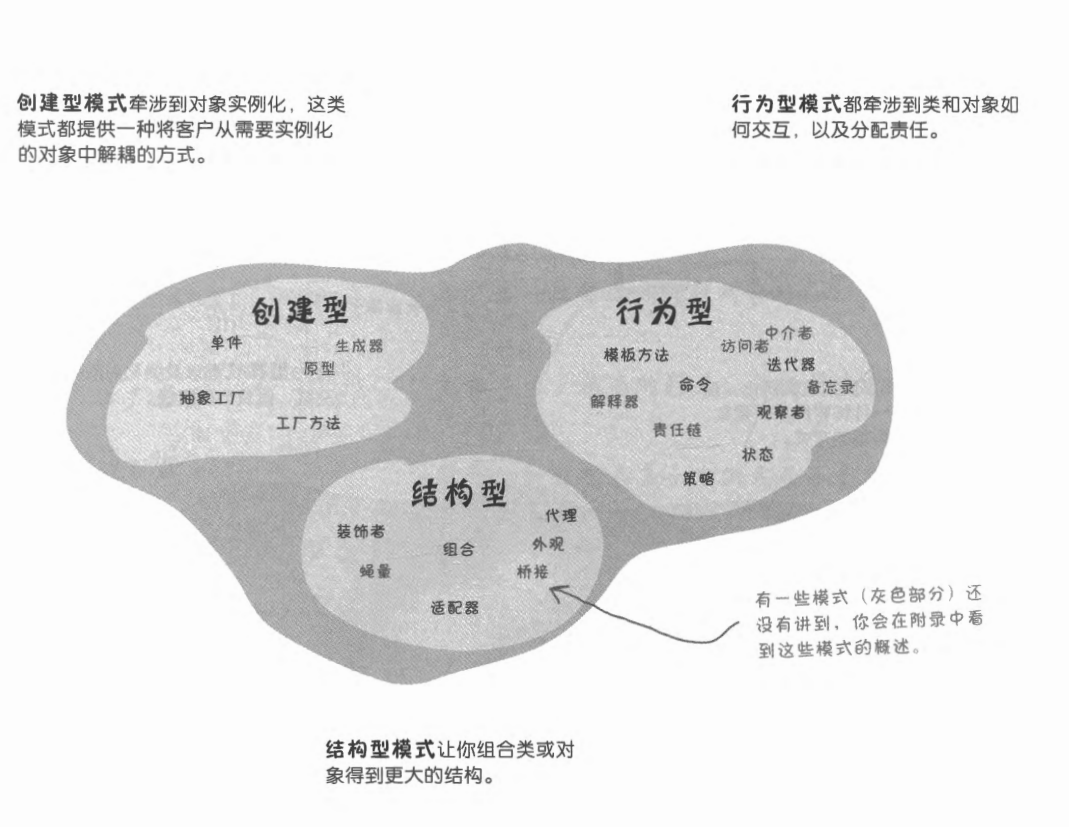 创建型模式牵涉到对象实例化，这类
模式都提供一种将客户从需要实例化
的对象中解耦的方式。
行为型模式都牵涉到类和对象如
何交互，以及分配责任。
创建型
单件
生成器
原型
抽象工厂
工厂方法
行为型
中介者
访问者
模板方法
迭代器
命令
备忘录
解释器
观察者
责任链
状态
策略
结构型
代理
装饰者
外观
组合
蝇量
桥接
适配器
有一些模式（灰色部分）还
没有讲到，你会在附录中看
到这些模式的概述。
结构型模式让你组合类或对
象得到更大的结构。